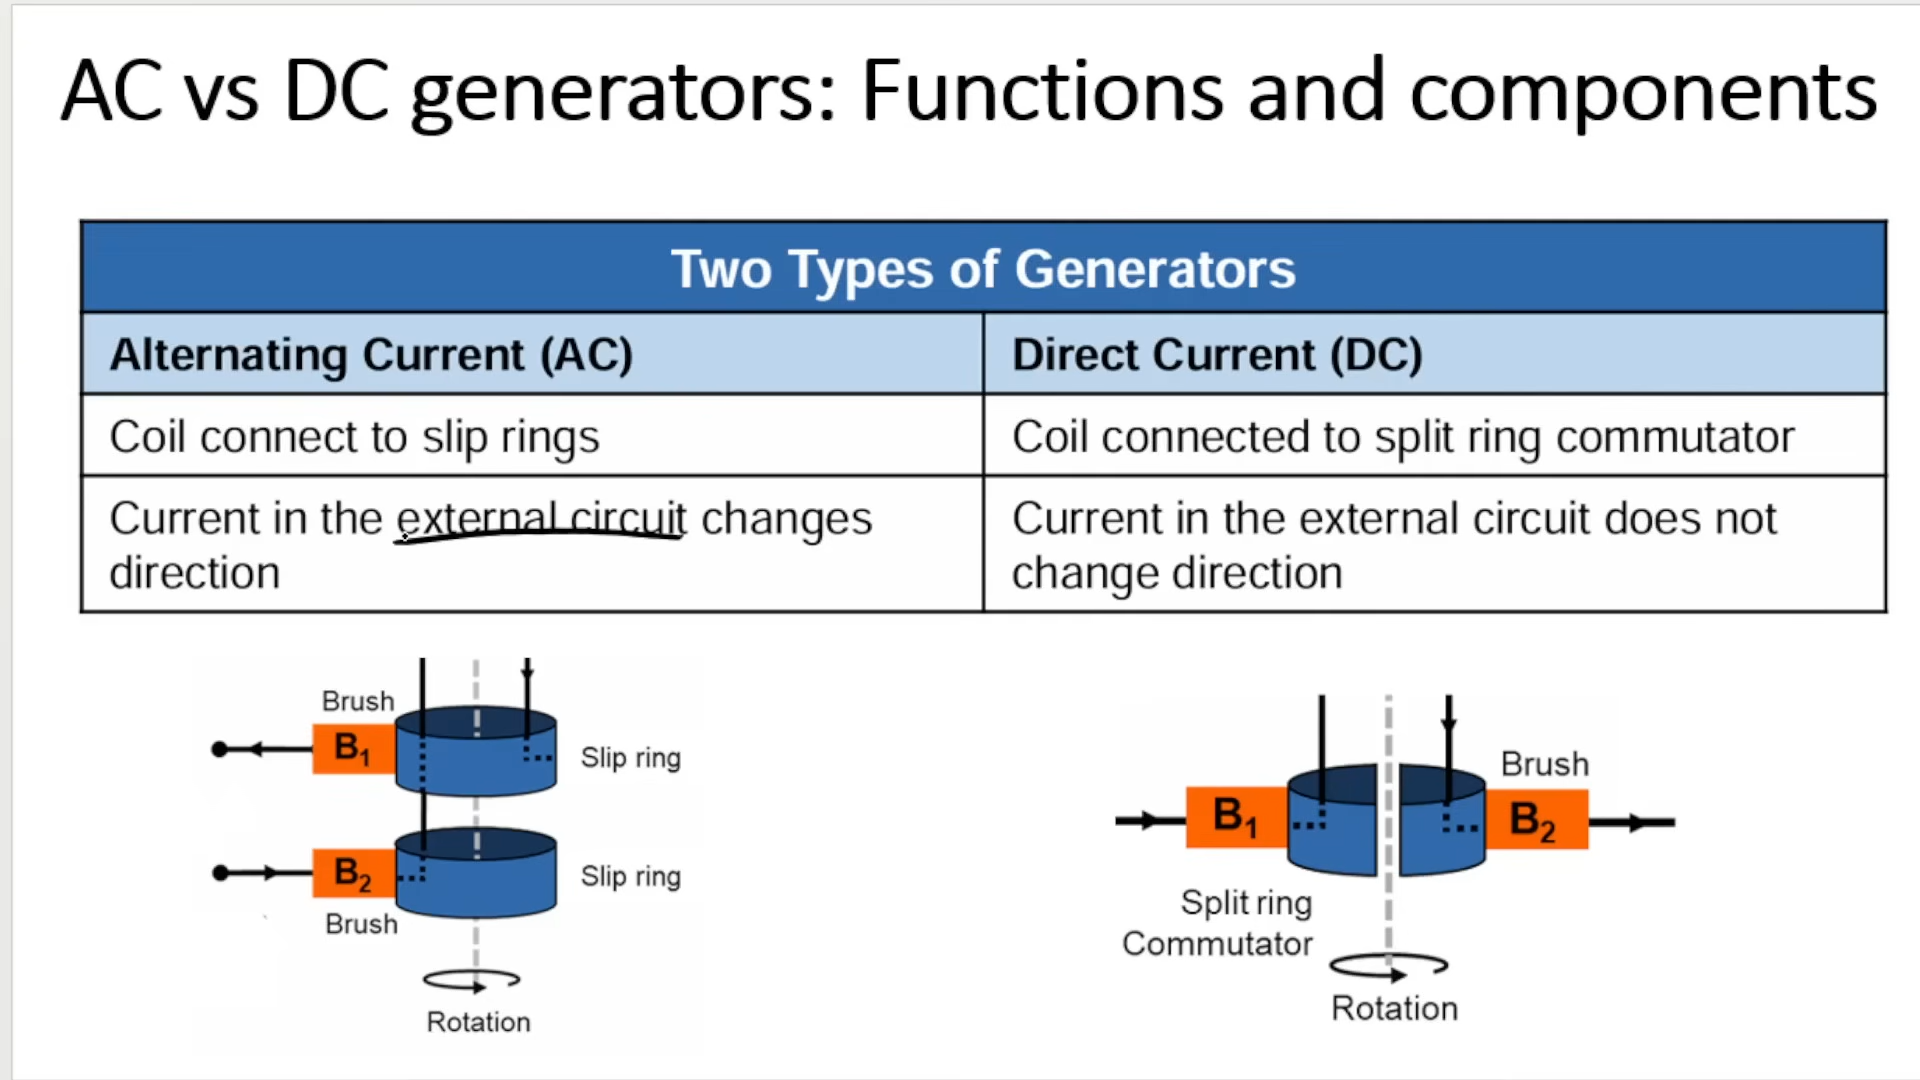 AC vs DC generators: Functions and components
Two Types of Generators
Alternating Current (AC)
Direct Current (DC)
Coil connect to slip rings
Coil connected to split ring commutator
Current in the external circuit changes
direction
Current in the external circuit does not
change direction
Brush
B₁
Slip ring
B₂
Slip ring
Brush
Rotation
Brush
B₁
B₂
Split ring
Commutator
Rotation